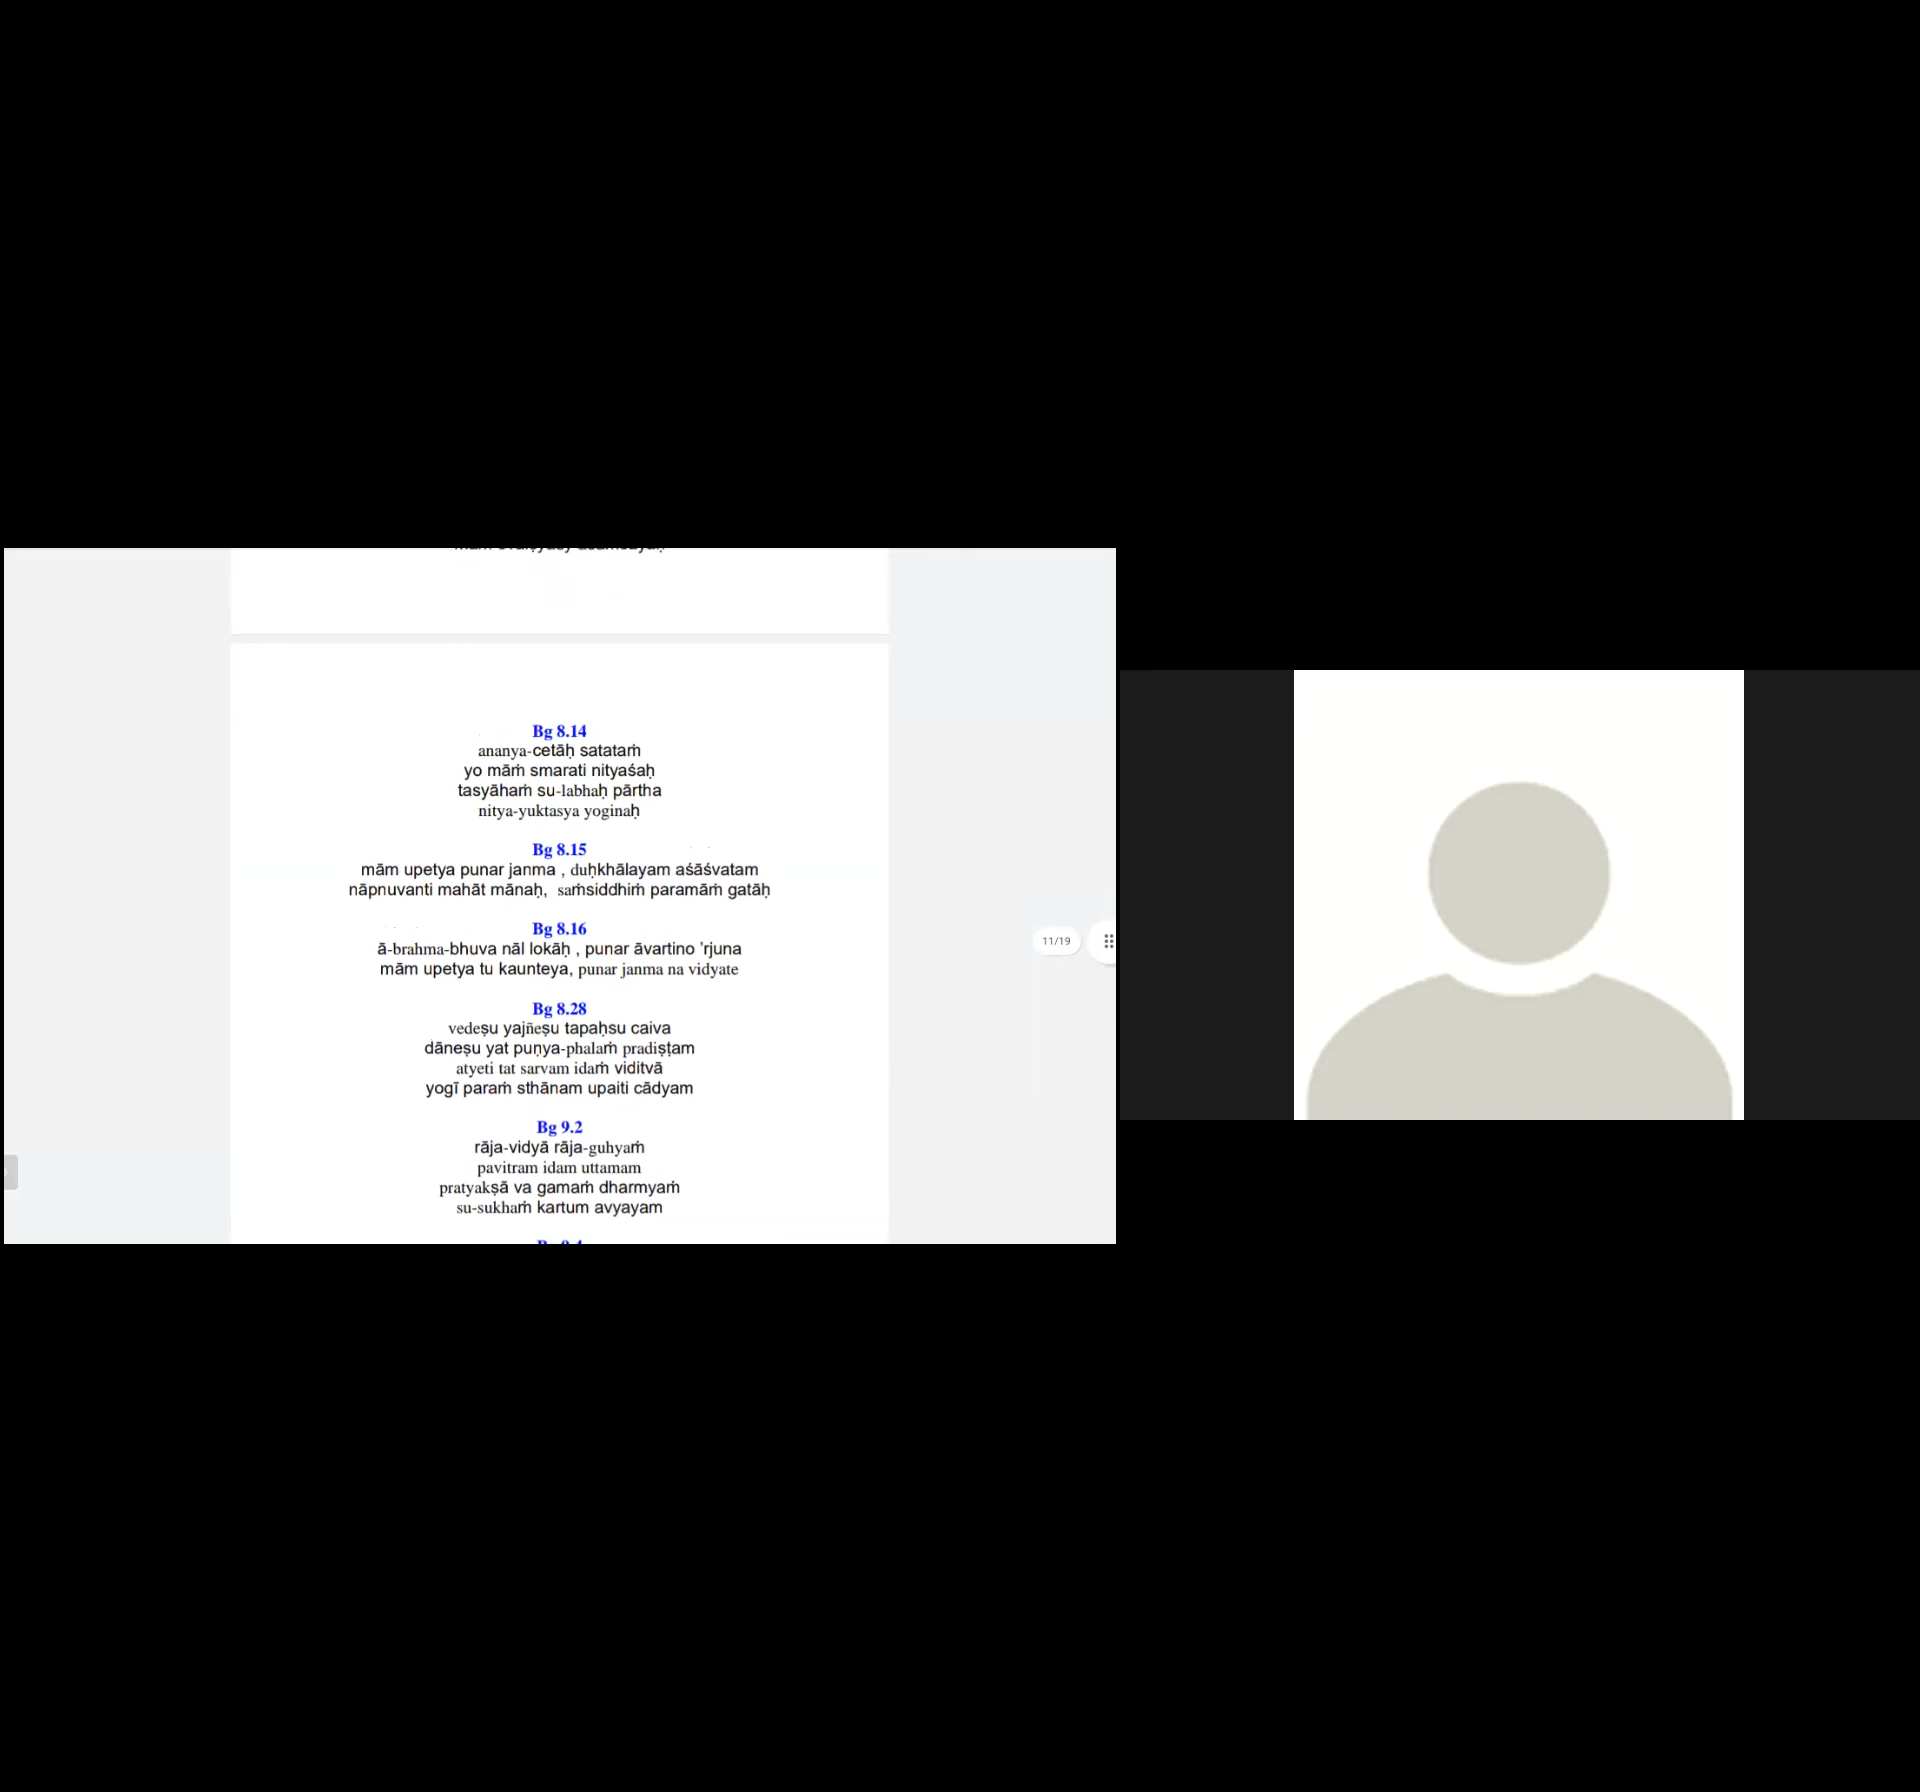 Bg 8.14
ananya-cetāḥ satataṁ
yo māṁ smarati nityaśaḥ
tasyāhaṁ su-labhaḥ pārtha
nitya-yuktasya yoginaḥ
Bg 8.15
mām upetya punar janma , duḥkhālayam aśāśvatam
nāpnuvanti mahāt mānaḥ, saṁsiddhiṁ paramāṁ gatāḥ
Bg 8.16
ā-brahma-bhuva nāl lokāḥ , punar āvartino 'rjuna
mām upetya tu kaunteya, punar janma na vidyate
Bg 8.28
vedeṣu yajñeṣu tapaḥsu caiva
dāneṣu yat puṇya-phalaṁ pradiṣṭam
atyeti tat sarvam idaṁ viditvā
yogī paraṁ sthānam upaiti cādyam
Bg 9.2
rāja-vidyā rāja-guhyaṁ
pavitram idam uttamam
pratyakṣā va gamaṁ dharmyaṁ
su-sukhaṁ kartum avyayam
11/19